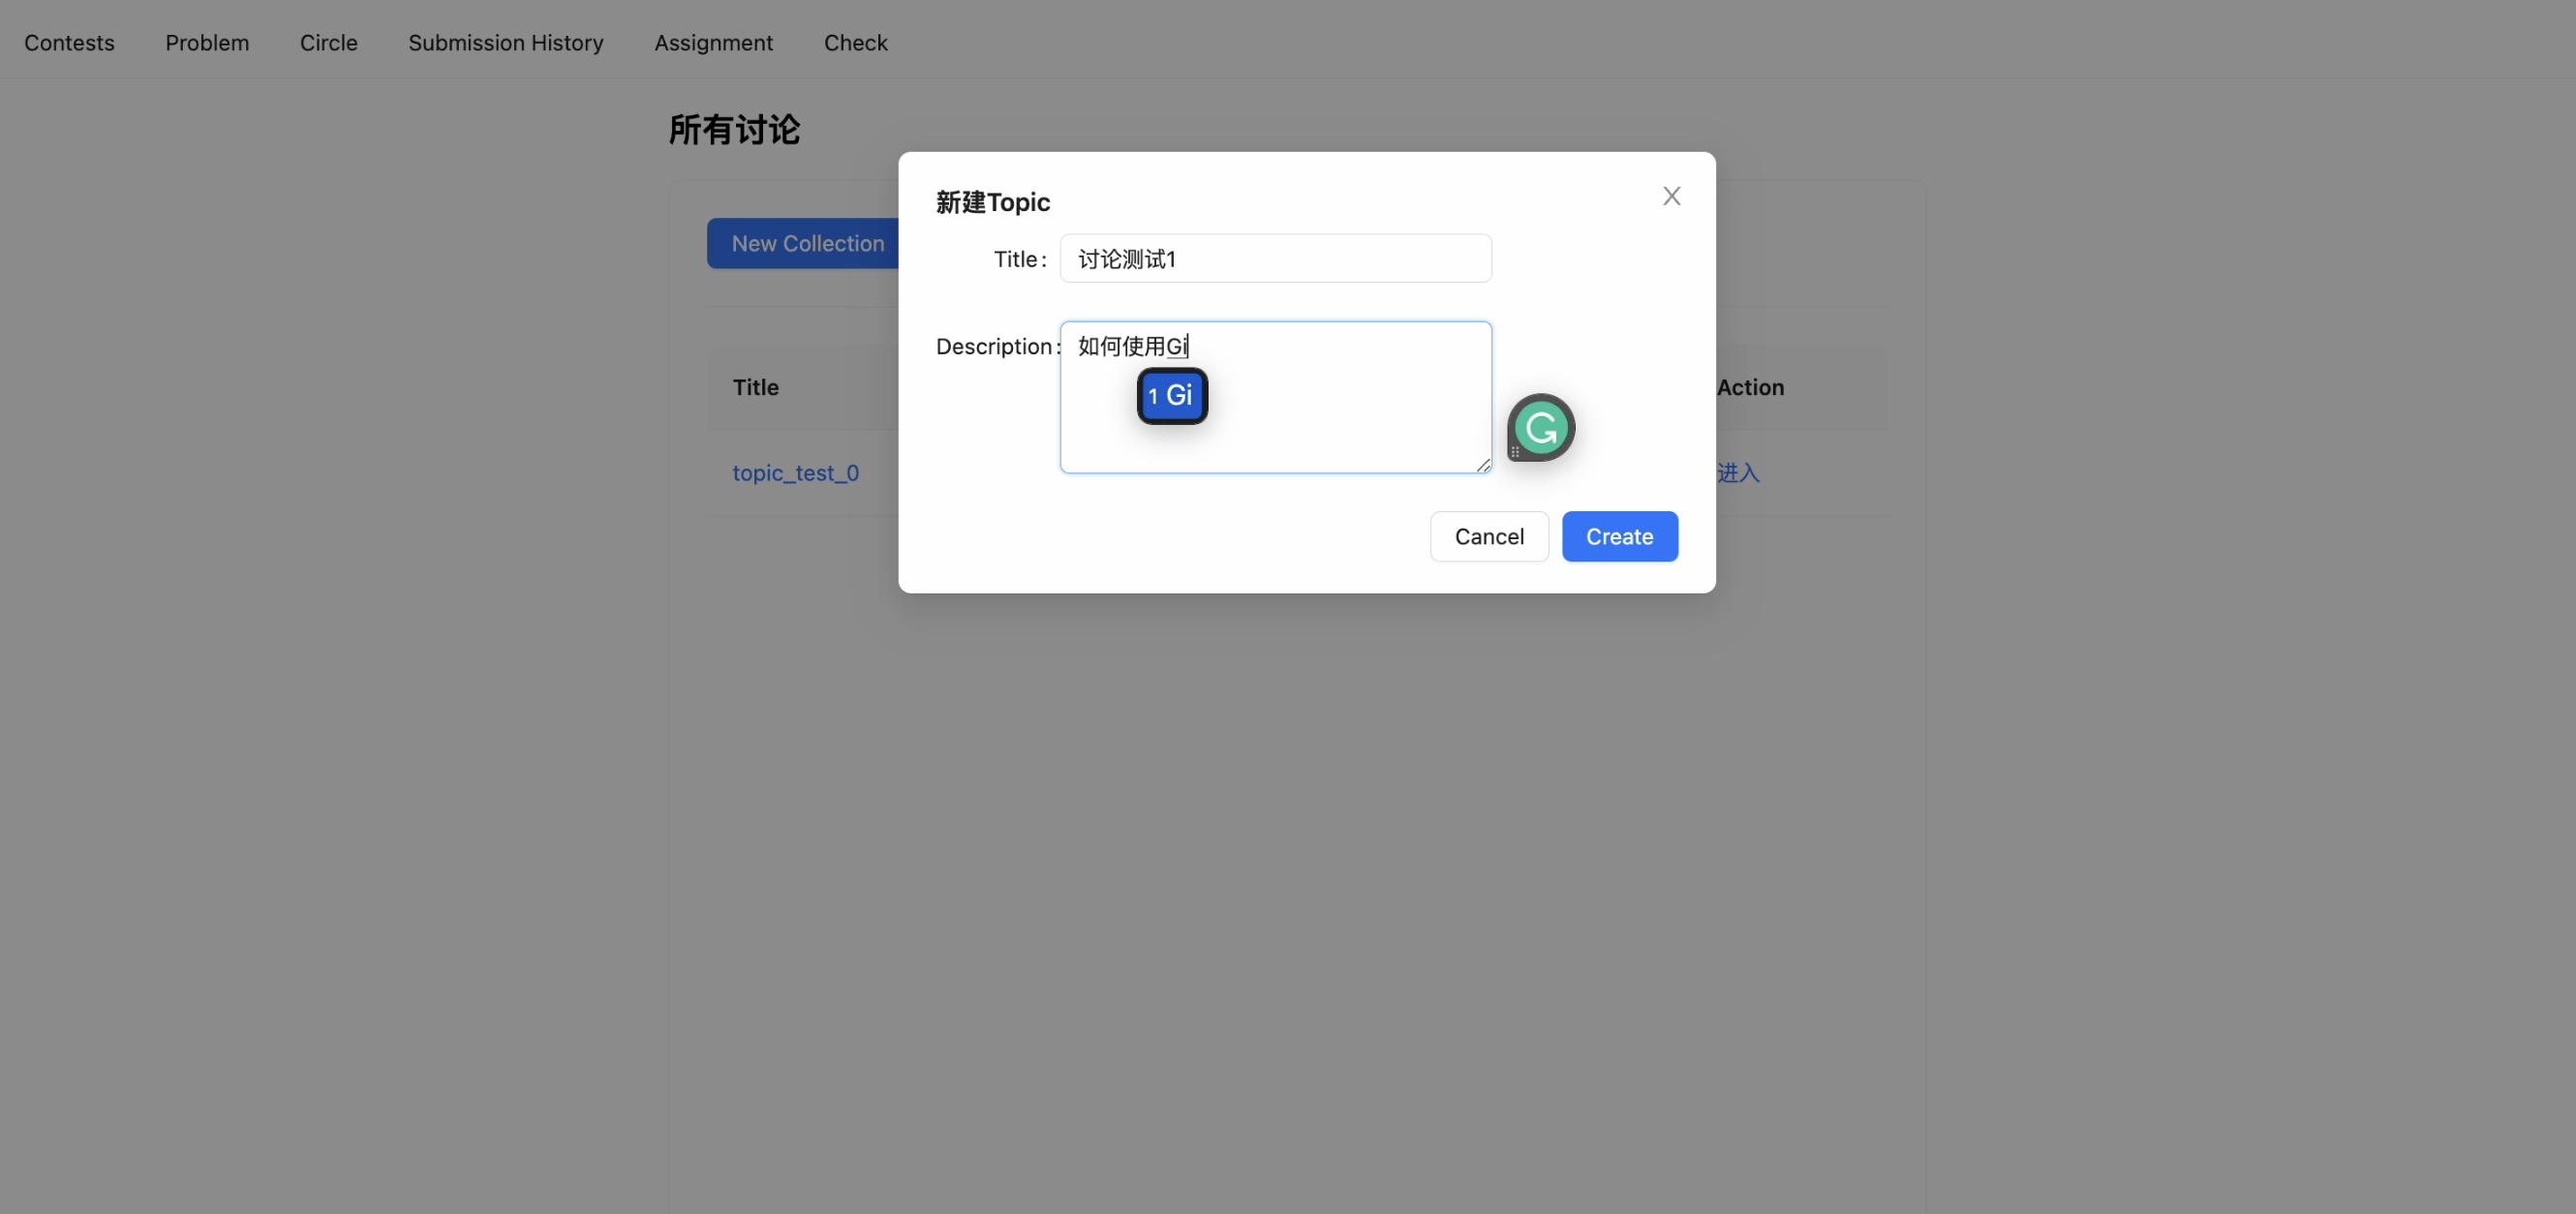 Contests Problem Circle Submission History Assignment Check
所有讨论
新建Topic
New Collection
Title: 讨论测试1
Description: 如何使用Gi
1 Gi
Title Action
topic_test_0 进入
Cancel Create